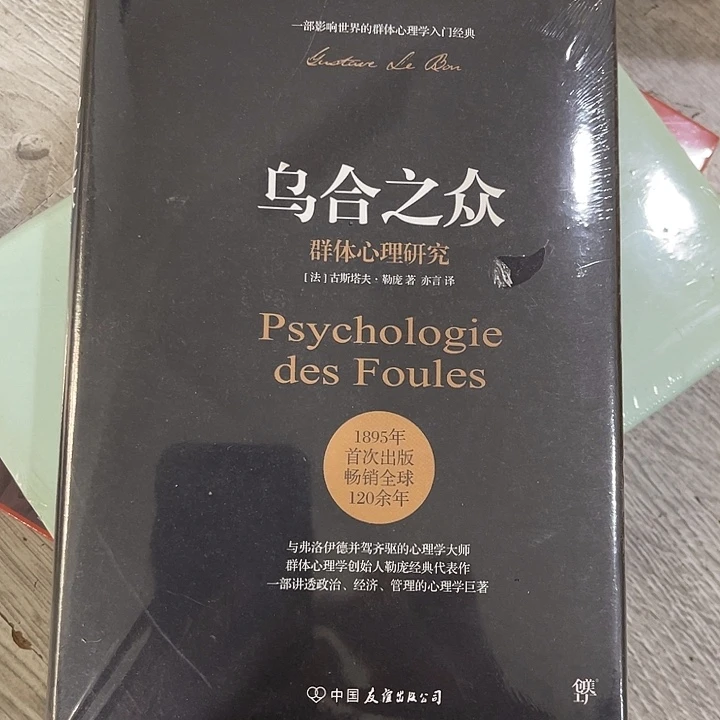 一部影响世界的群体心理学入门经典
Gustave Le Bon
乌合之众
群体心理研究
[法]古斯塔夫·勒庞 著 亦言 译
Psychologie
des Foules
1895年
首次出版
畅销全球
120余年
与弗洛伊德并驾齐驱的心理学大师
群体心理学创始人勒庞经典代表作
一部讲透政治、经济、管理的心理学巨著
中国友谊出版公司
创美工厂